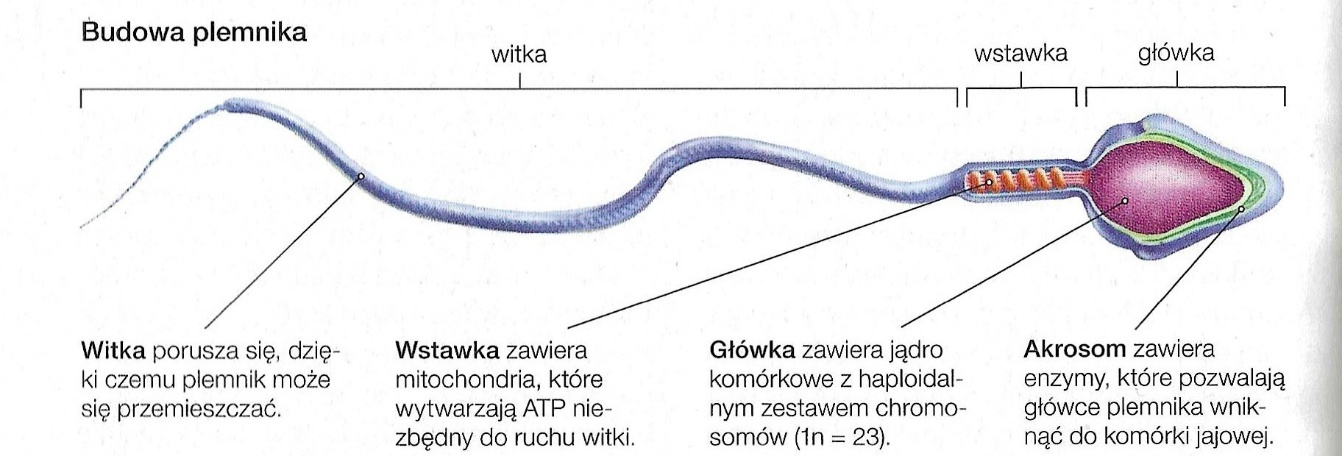 Budowa plemnika
witka
wstawka
główka
Witka porusza się, dzię-
ki czemu plemnik może
się przemieszczać.
Wstawka zawiera
mitochondria, które
wytwarzają ATP nie-
zbędny do ruchu witki.
Główka zawiera jądro
komórkowe z haploidal-
nym zestawem chromo-
somów (1n = 23).
Akrosom zawiera
enzymy, które pozwalają
główce plemnika wnik-
nąć do komórki jajowej.